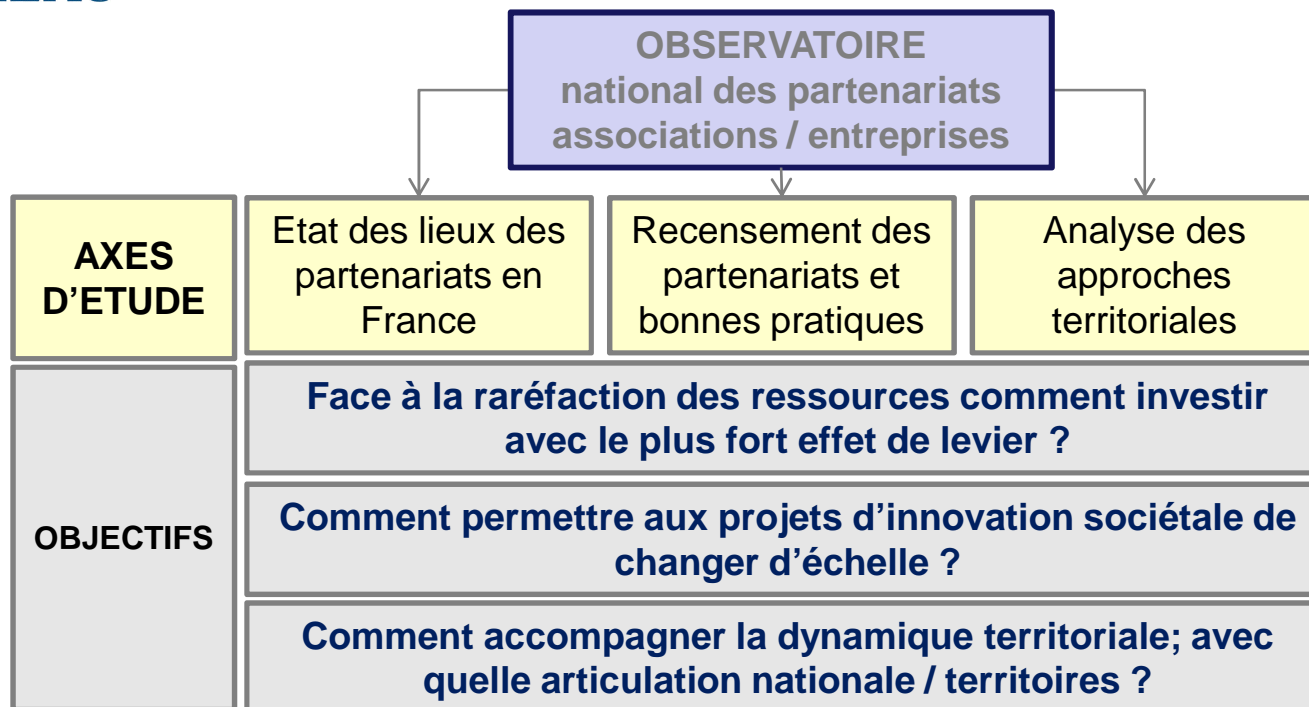 OBSERVATOIRE
national des partenariats
associations / entreprises
AXES
D’ETUDE
Etat des lieux des
partenariats en
France
Recensement des
partenariats et
bonnes pratiques
Analyse des
approches
territoriales
OBJECTIFS
Face à la raréfaction des ressources comment investir
avec le plus fort effet de levier ?
Comment permettre aux projets d’innovation sociétale de
changer d’échelle ?
Comment accompagner la dynamique territoriale; avec
quelle articulation nationale / territoires ?